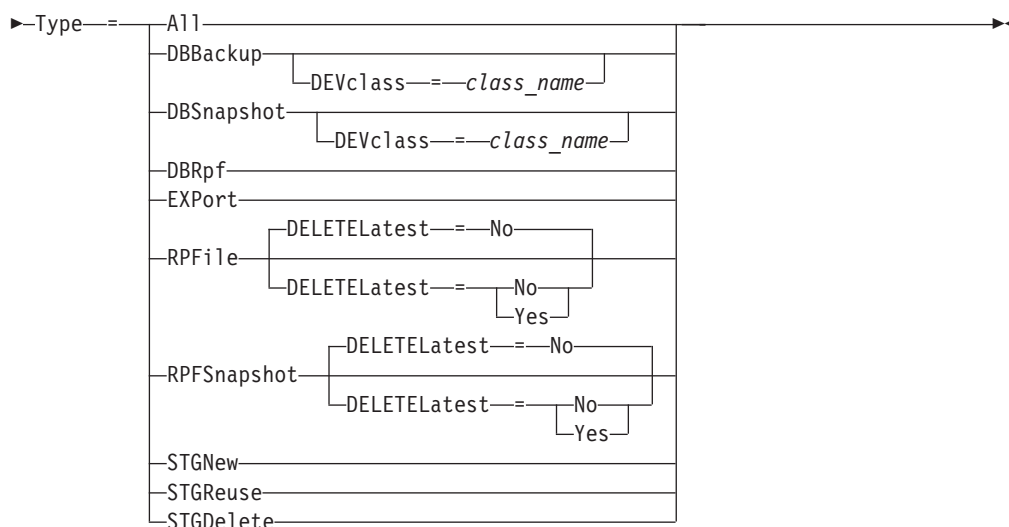 Type = All
DBBackup
DEVclass = class_name
DBSnapshot
DEVclass = class_name
DBRpf
EXPort
DELETELatest = No
RPFile
DELETELatest = No
Yes
DELETELatest = No
RPFSnapshot
DELETELatest = No
Yes
STGNew
STGReuse
STGDelete